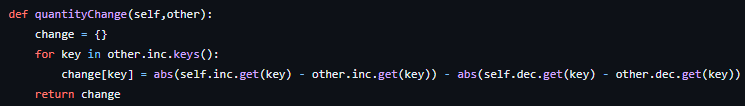 def quantityChange(self,other):
    change = {}
    for key in other.inc.keys():
        change[key] = abs(self.inc.get(key) - other.inc.get(key)) - abs(self.dec.get(key) - other.dec.get(key))
    return change